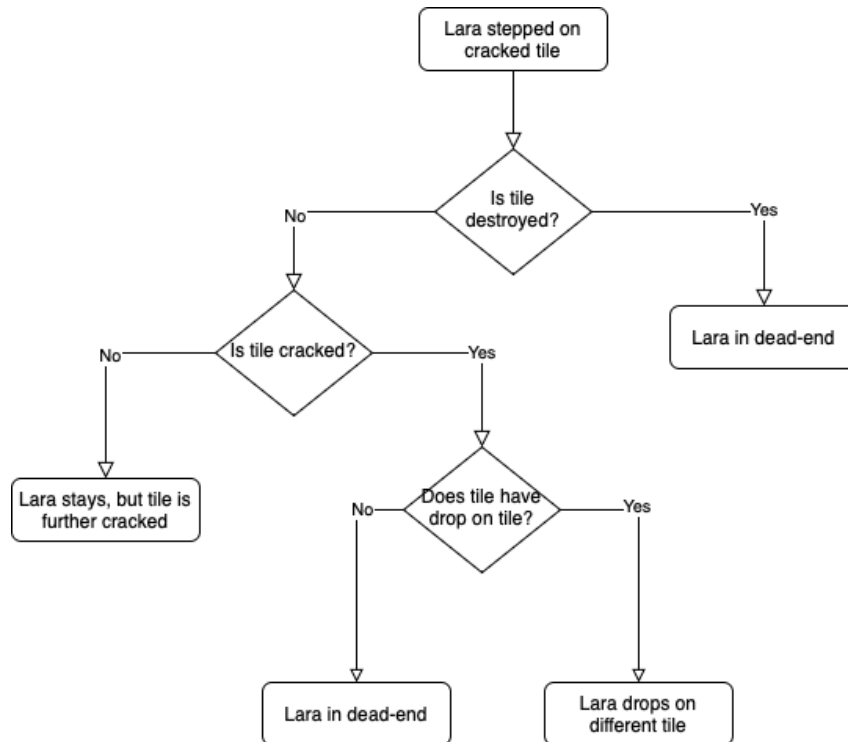 Lara stepped on
cracked tile
Is tile
destroyed?
No
Yes
Lara in dead-end
Is tile cracked?
No
Yes
Lara stays, but tile is
further cracked
Does tile have
drop on tile?
No
Yes
Lara in dead-end
Lara drops on
different tile